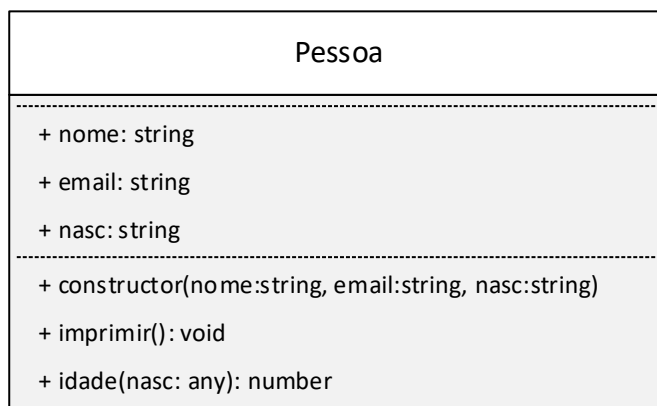 Pessoa
+ nome: string
+ email: string
+ nasc: string
+ constructor(nome:string, email:string, nasc:string)
+ imprimir(): void
+ idade(nasc: any): number